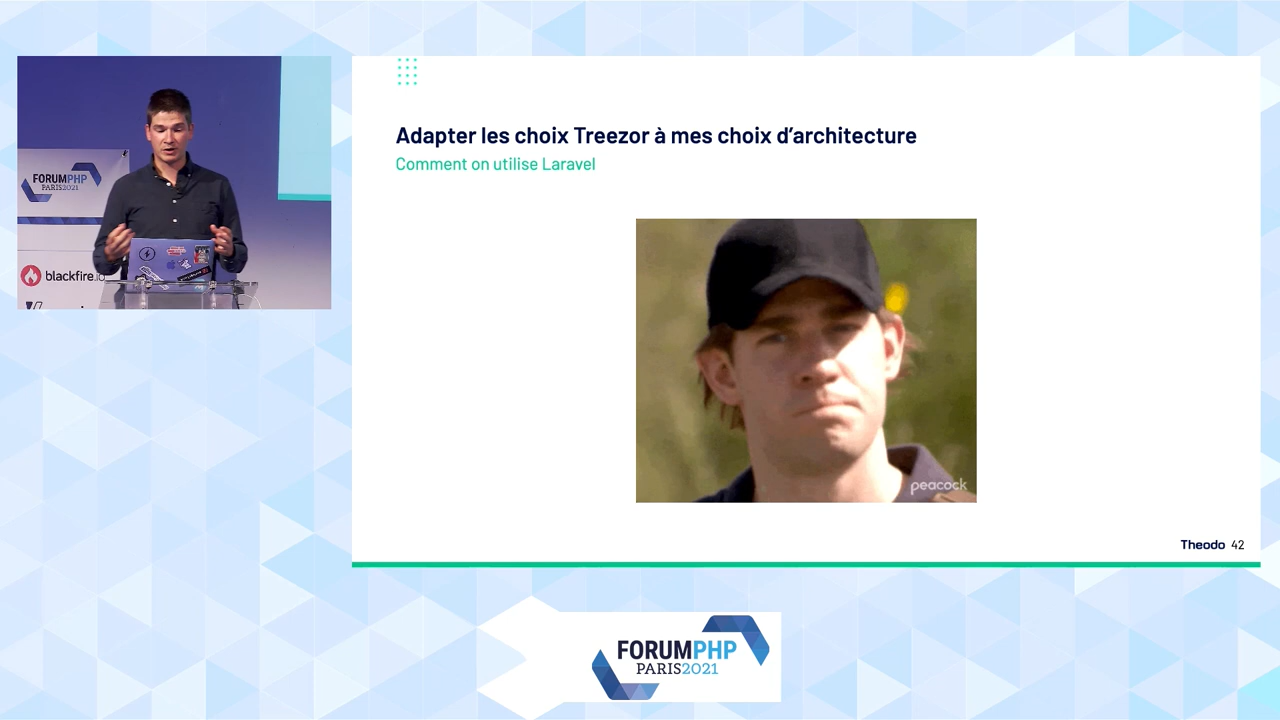 FORUMPHP
PARIS2021
blackfire.io
Adapter les choix Treezor à mes choix d'architecture
Comment on utilise Laravel
peacock
Theodo 42
FORUMPHP
PARIS2021